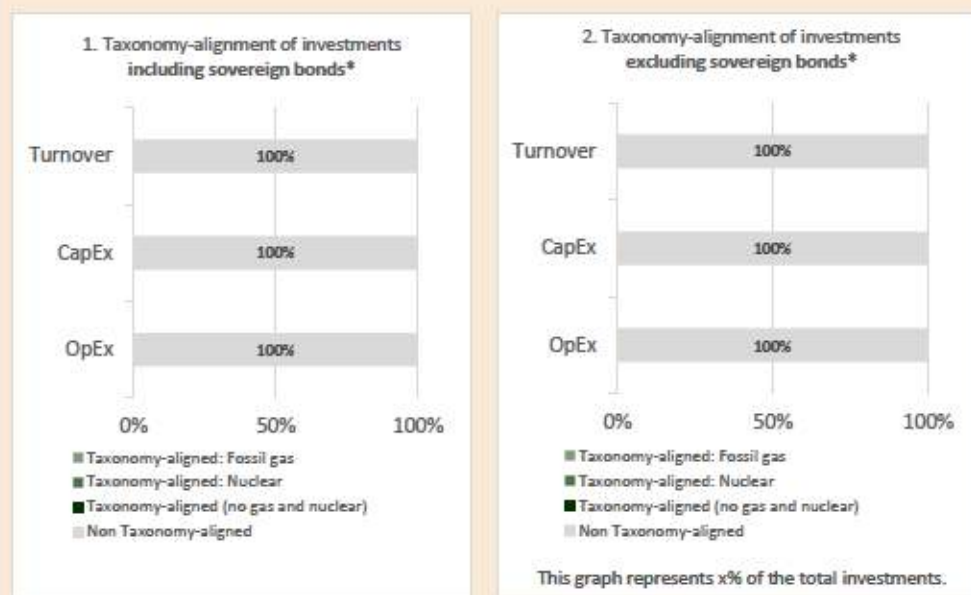 1. Taxonomy-alignment of investments
including sovereign bonds*
Turnover
100%
CapEx
100%
OpEx
100%
0%
50%
100%
Taxonomy-aligned: Fossil gas
Taxonomy-aligned: Nuclear
Taxonomy-aligned (no gas and nuclear)
Non Taxonomy-aligned
2. Taxonomy-alignment of investments
excluding sovereign bonds*
Turnover
100%
CapEx
100%
OpEx
100%
0%
50%
100%
Taxonomy-aligned: Fossil gas
Taxonomy-aligned: Nuclear
Taxonomy-aligned (no gas and nuclear)
Non Taxonomy-aligned
This graph represents x% of the total investments.